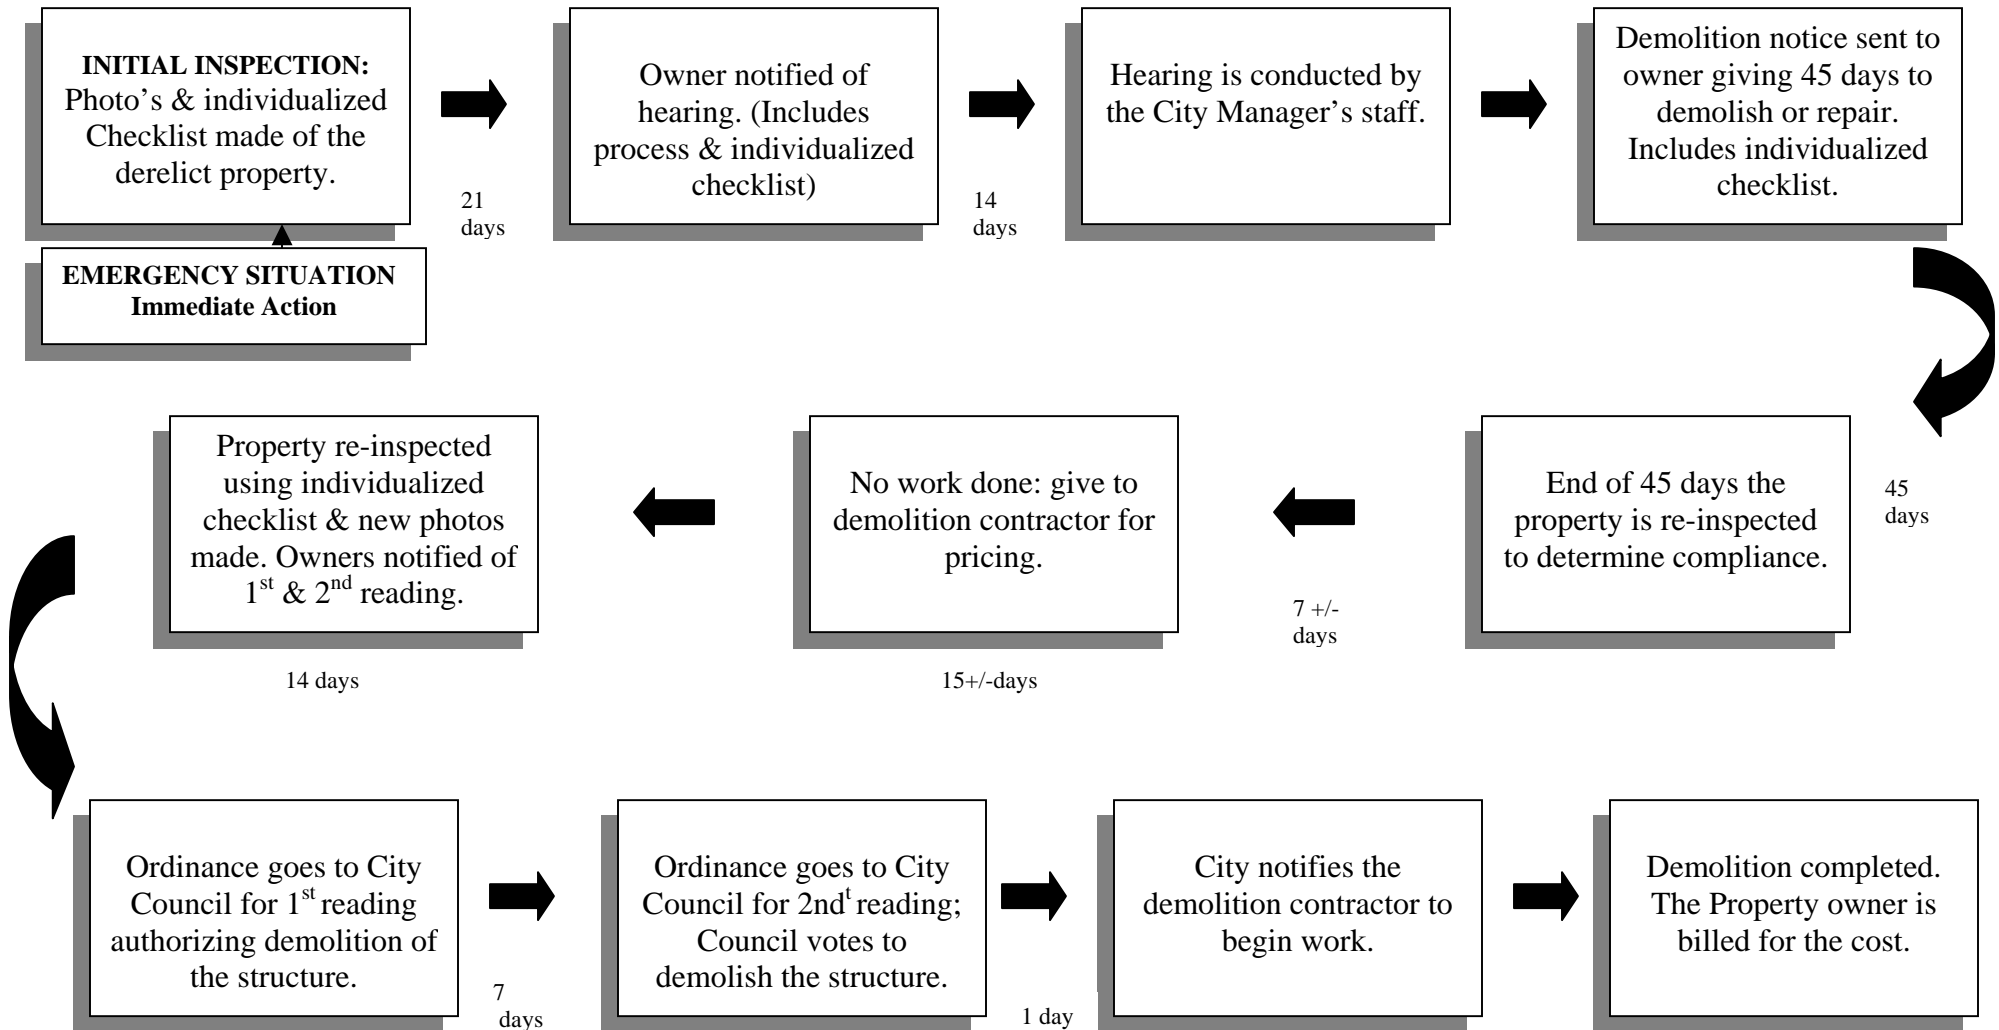 INITIAL INSPECTION:
Photo’s & individualized
Checklist made of the
derelict property.
21
days
Owner notified of
hearing. (Includes
process & individualized
checklist)
14
days
Hearing is conducted by
the City Manager’s staff.
Demolition notice sent to
owner giving 45 days to
demolish or repair.
Includes individualized
checklist.
EMERGENCY SITUATION
Immediate Action
45
days
End of 45 days the
property is re-inspected
to determine compliance.
7 +/-
days
No work done: give to
demolition contractor for
pricing.
15+/-days
Property re-inspected
using individualized
checklist & new photos
made. Owners notified of
1st & 2nd reading.
14 days
Ordinance goes to City
Council for 1st reading
authorizing demolition of
the structure.
7
days
Ordinance goes to City
Council for 2ndt reading;
Council votes to
demolish the structure.
1 day
City notifies the
demolition contractor to
begin work.
Demolition completed.
The Property owner is
billed for the cost.